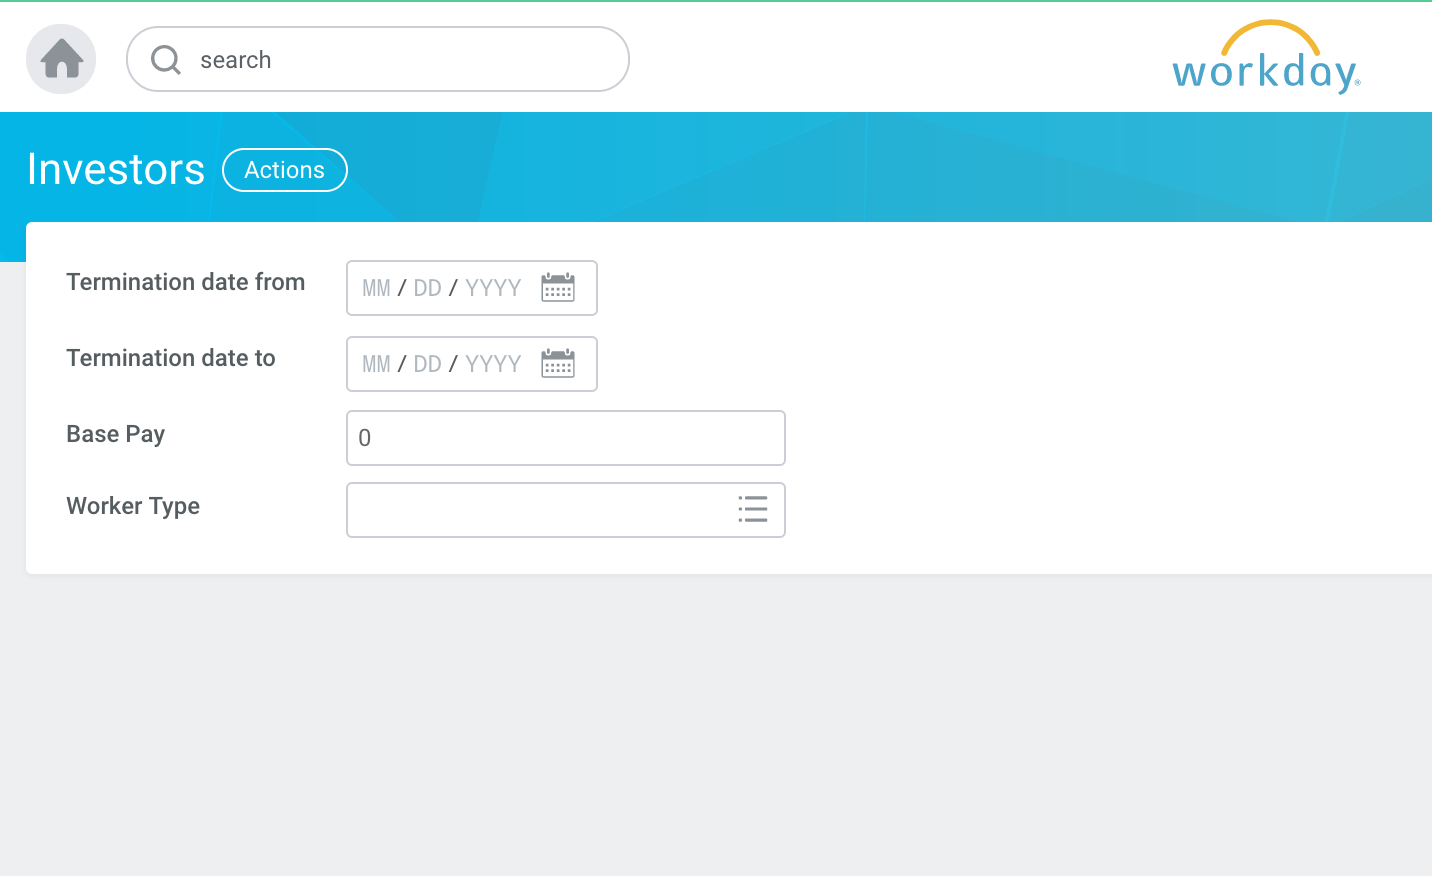 search
workday®
Investors
Actions
Termination date from
MM / DD / YYYY
Termination date to
MM / DD / YYYY
Base Pay
0
Worker Type